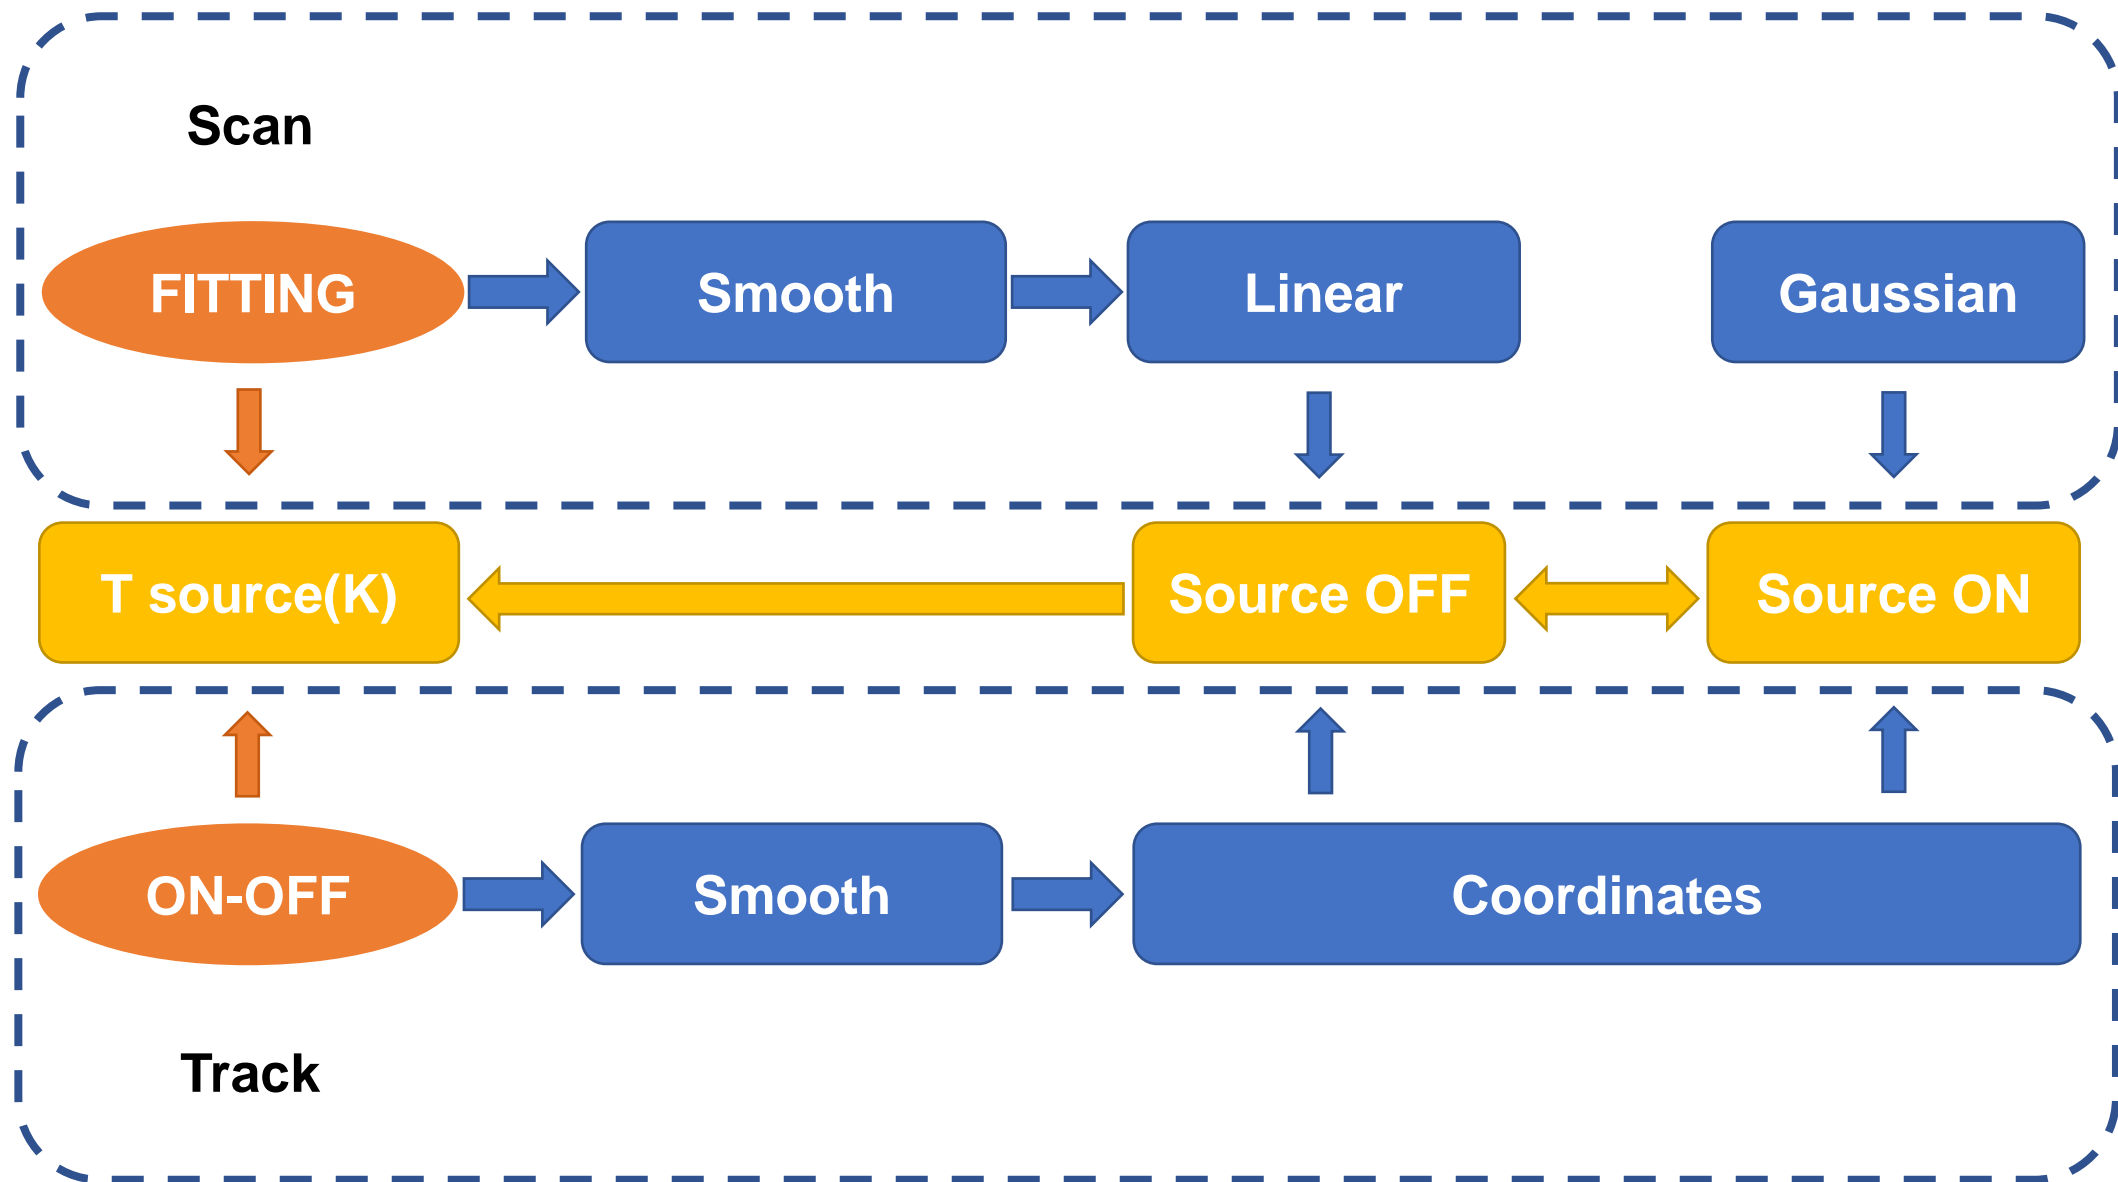 Scan
FITTING
Smooth
Linear
Gaussian
T source(K)
Source OFF
Source ON
ON-OFF
Smooth
Coordinates
Track